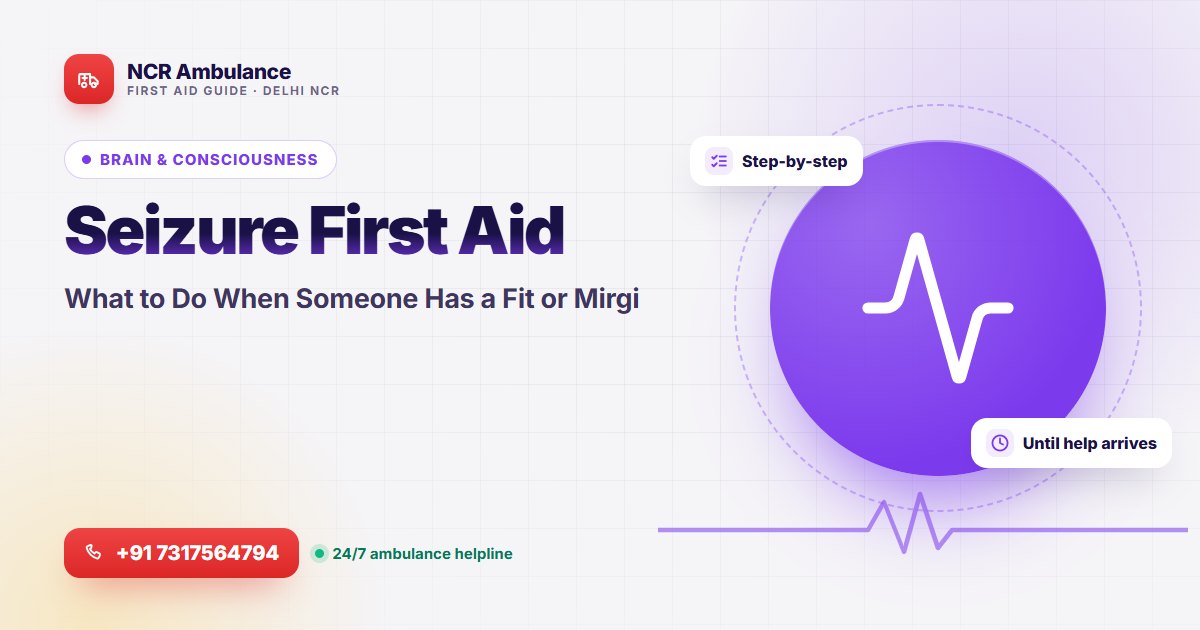 NCR Ambulance
FIRST AID GUIDE · DELHI NCR
BRAIN & CONSCIOUSNESS
Step-by-step
Seizure First Aid
What to Do When Someone Has a Fit or Mirgi
Until help arrives
+91 7317564794
24/7 ambulance helpline